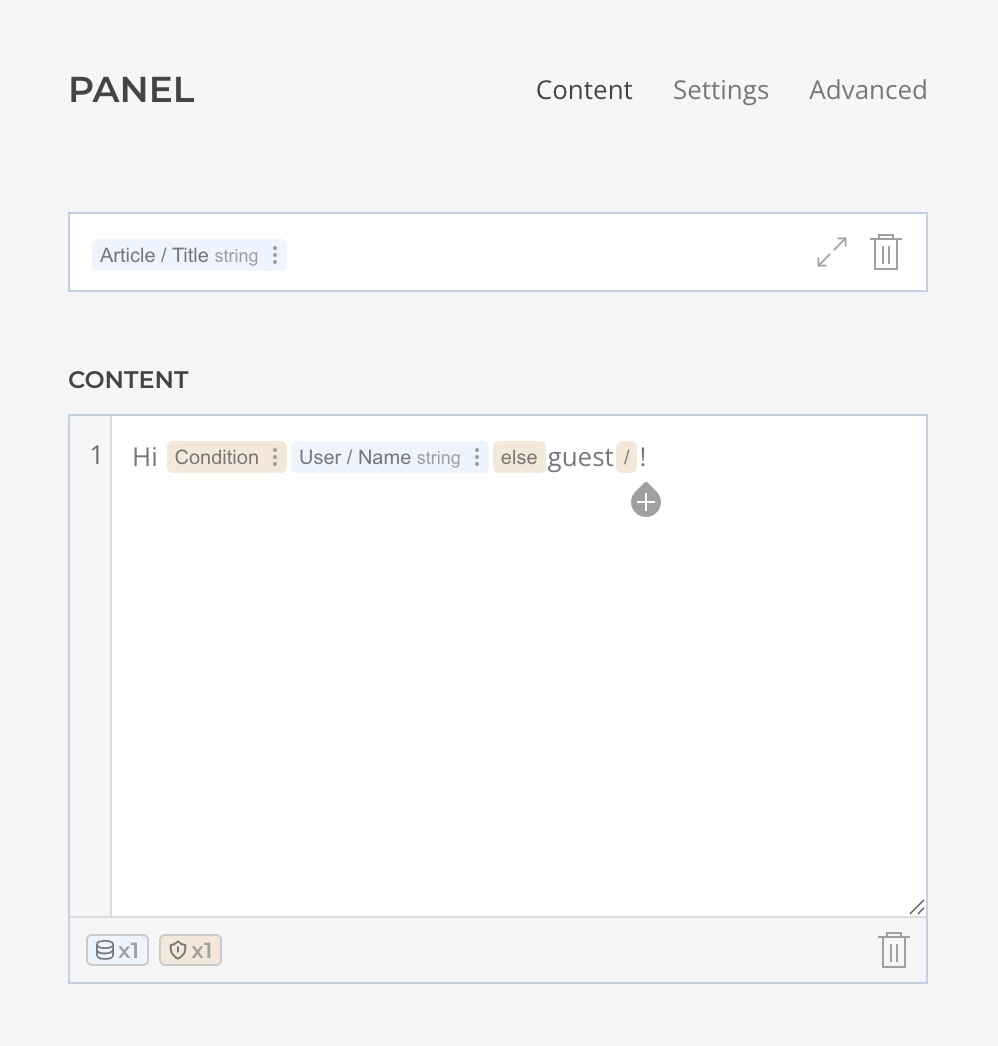 PANEL Content Settings Advanced
Article / Title string
CONTENT
1 Hi Condition User / Name string else guest / !
x1 x1